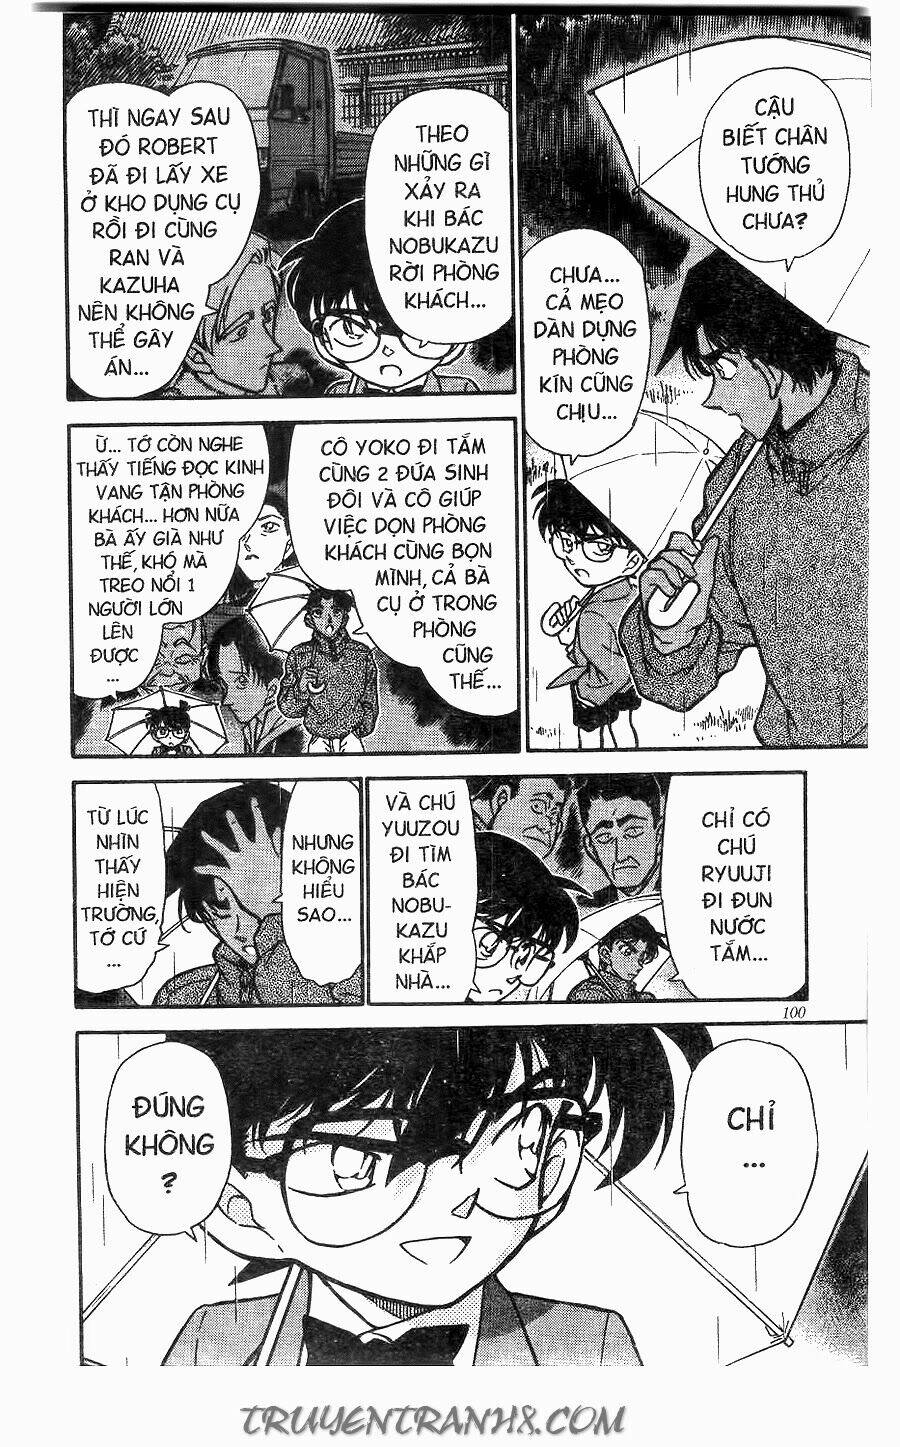 CẬU
BIẾT CHÂN
TƯỚNG
HUNG THỦ
CHƯA?
CHƯA...
CẢ MẸO
DÀN DỰNG
PHÒNG
KÍN CŨNG
CHỊU...
THEO
NHỮNG GÌ
XẢY RA
KHI BÁC
NOBUKAZU
RỜI PHÒNG
KHÁCH...
THÌ NGAY SAU
ĐÓ ROBERT
ĐÃ ĐI LẤY XE
Ở KHO DỤNG CỤ
RỒI ĐI CÙNG
RAN VÀ
KAZUHA
NÊN KHÔNG
THỂ GÂY
ÁN...
CÔ YOKO ĐI TẮM
CÙNG 2 ĐỨA SINH
ĐÔI VÀ CÔ GIÚP
VIỆC DỌN PHÒNG
KHÁCH CÙNG BỌN
MÌNH, CẢ BÀ
CỤ Ở TRONG
PHÒNG
CŨNG
THẾ...
Ừ... TỚ CÒN NGHE
THẤY TIẾNG ĐỌC KINH
VANG TẬN PHÒNG
KHÁCH... HƠN NỮA
BÀ ẤY GIÀ NHƯ
THẾ, KHÓ MÀ
TREO NỔI 1
NGƯỜI LỚN
LÊN
ĐƯỢC
...
CHỈ CÓ
CHÚ
RYUUJI
ĐI ĐUN
NƯỚC
TẮM...
VÀ CHÚ
YUUZOU
ĐI TÌM
BÁC
NOBU-
KAZU
KHẮP
NHÀ...
NHƯNG
KHÔNG
HIỂU
SAO...
TỪ LÚC
NHÌN
THẤY
HIỆN
TRƯỜNG,
TỚ CỨ
...
100
CHỈ
...
ĐÚNG
KHÔNG
?
TRUYENTRANH8.COM